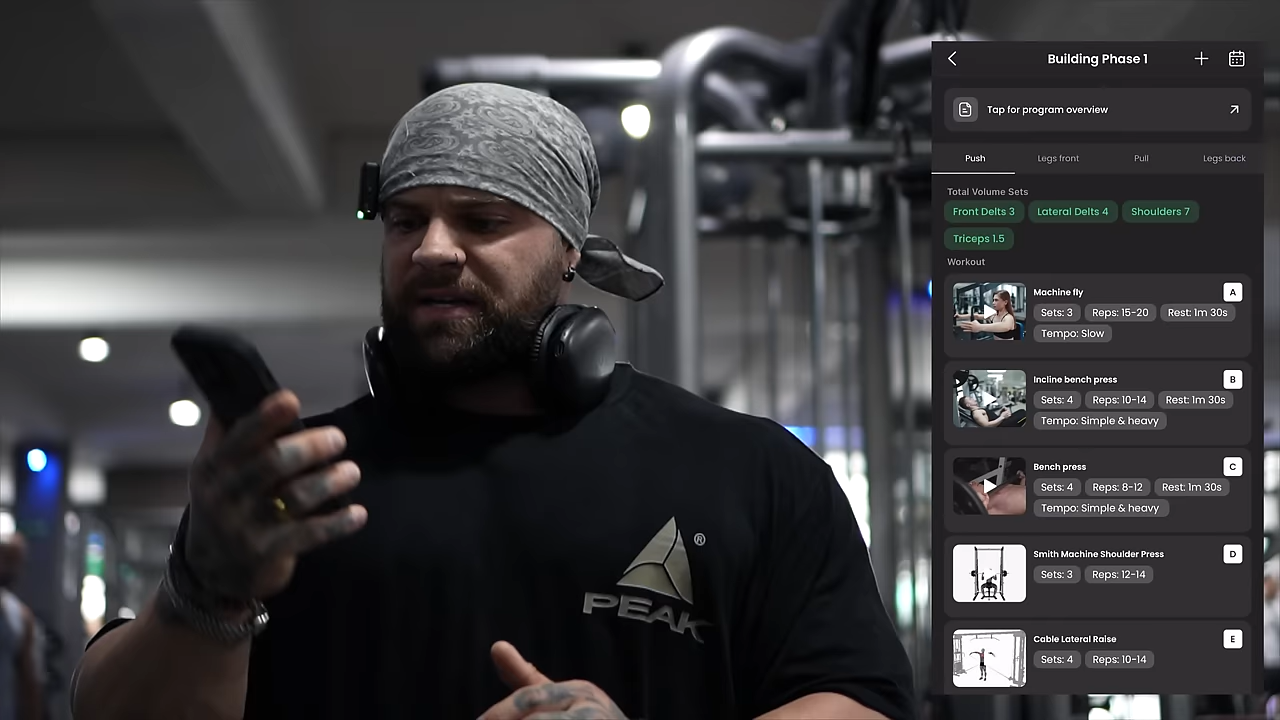 Building Phase 1
Tap for program overview
Push Legs front Pull Legs back
Total Volume Sets
Front Delts 3 Lateral Delts 4 Shoulders 7
Triceps 1.5
Workout
Machine fly A
Sets: 3 Reps: 15-20 Rest: 1m 30s
Tempo: Slow
Incline bench press B
Sets: 4 Reps: 10-14 Rest: 1m 30s
Tempo: Simple & heavy
Bench press C
Sets: 4 Reps: 8-12 Rest: 1m 30s
Tempo: Simple & heavy
Smith Machine Shoulder Press D
Sets: 3 Reps: 12-14
Cable Lateral Raise E
Sets: 4 Reps: 10-14
®
PEAK